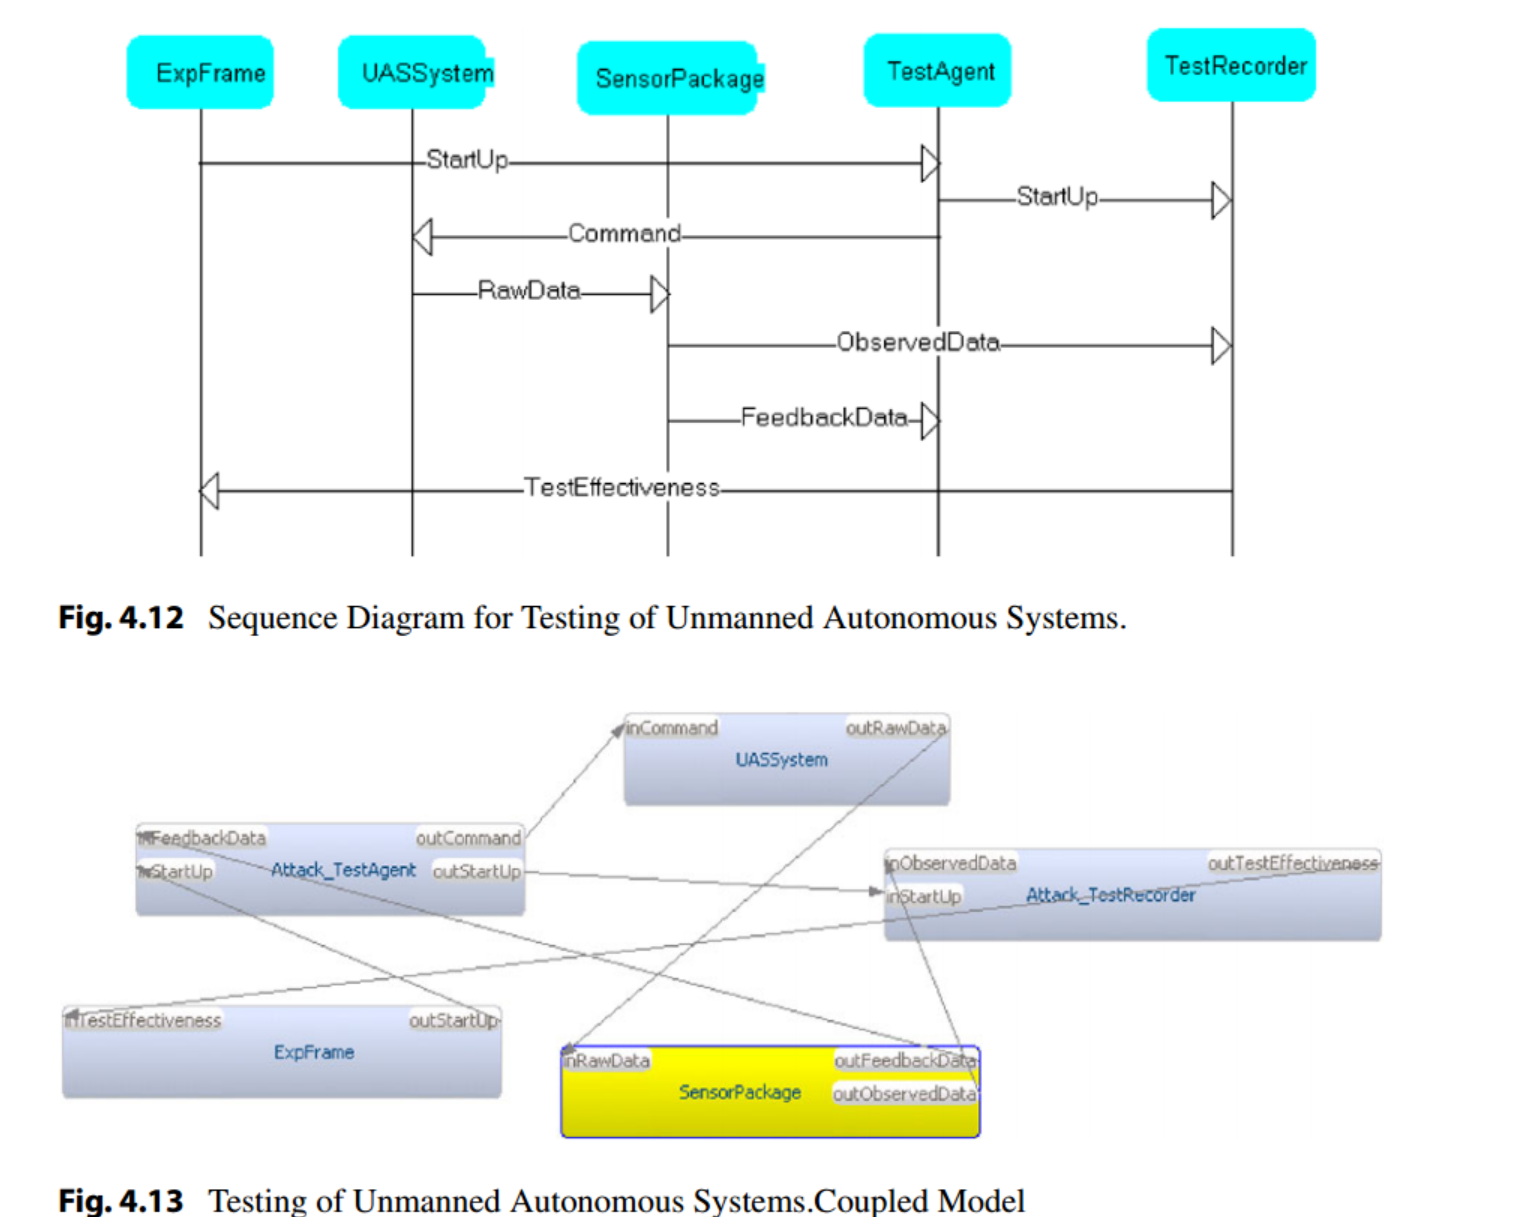 ExpFrame
UASSystem
SensorPackage
TestAgent
TestRecorder
StartUp
StartUp
Command
RawData
ObservedData
FeedbackData
TestEffectiveness
Fig. 4.12 Sequence Diagram for Testing of Unmanned Autonomous Systems.
inCommand
outRawData
UASSystem
inFeedbackData
outCommand
inStartUp
Attack_TestAgent
outStartUp
inObservedData
outTestEffectiveness
inStartUp
Attack_TestRecorder
inTestEffectiveness
outStartUp
ExpFrame
inRawData
outFeedbackData
SensorPackage
outObservedData
Fig. 4.13 Testing of Unmanned Autonomous Systems.Coupled Model